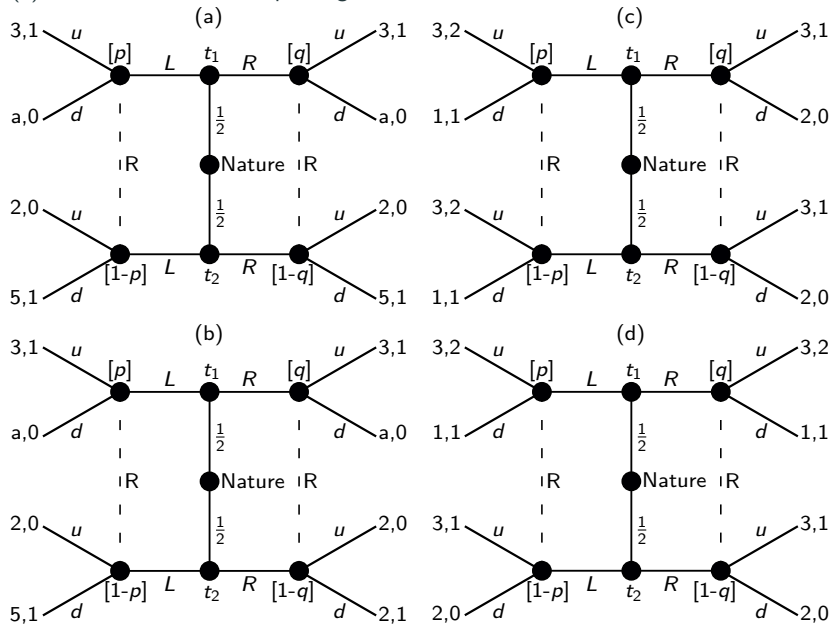 (a)
3,1 u [p] L t₁ R [q] u 3,1
a,0 d d a,0
1/2
R Nature R
1/2
2,0 u u 2,0
5,1 d [1-p] L t₂ R [1-q] d 5,1
(c)
3,2 u [p] L t₁ R [q] u 3,1
1,1 d d 2,0
1/2
R Nature R
1/2
3,2 u u 3,1
1,1 d [1-p] L t₂ R [1-q] d 2,0
(b)
3,1 u [p] L t₁ R [q] u 3,1
a,0 d d a,0
1/2
R Nature R
1/2
2,0 u u 2,0
5,1 d [1-p] L t₂ R [1-q] d 2,1
(d)
3,2 u [p] L t₁ R [q] u 3,2
1,1 d d 1,1
1/2
R Nature R
1/2
3,1 u u 3,1
2,0 d [1-p] L t₂ R [1-q] d 2,0